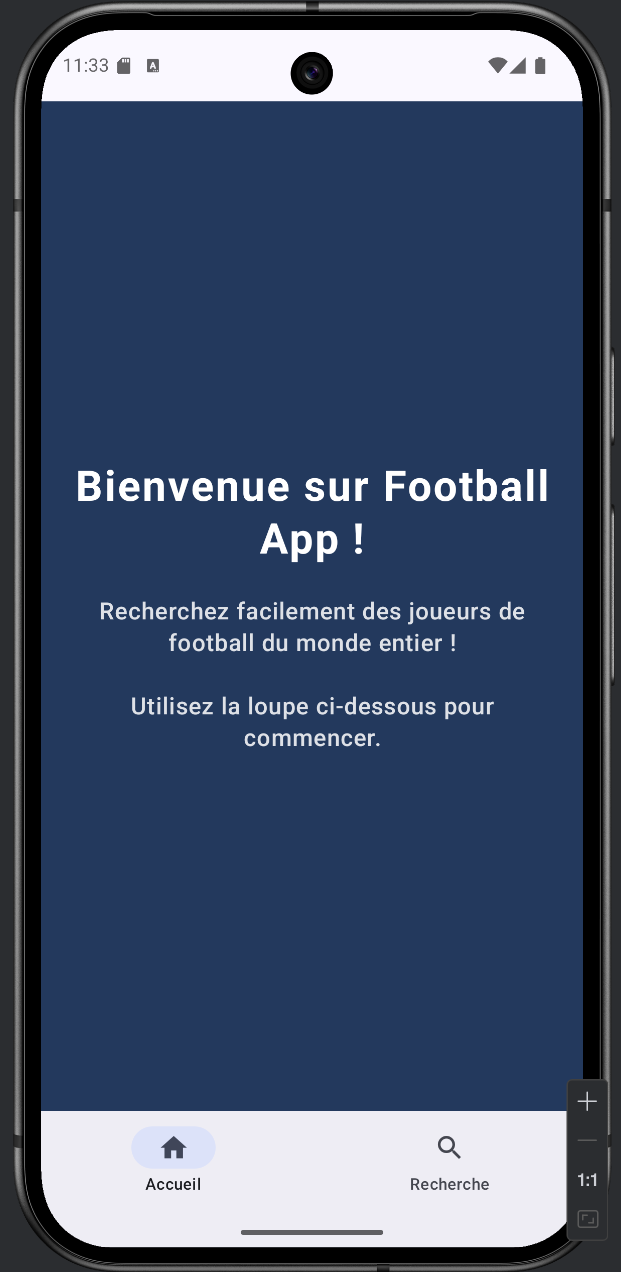 11:33
A
Bienvenue sur Football
App !
Recherchez facilement des joueurs de
football du monde entier !
Utilisez la loupe ci-dessous pour
commencer.
Accueil
Recherche
1:1